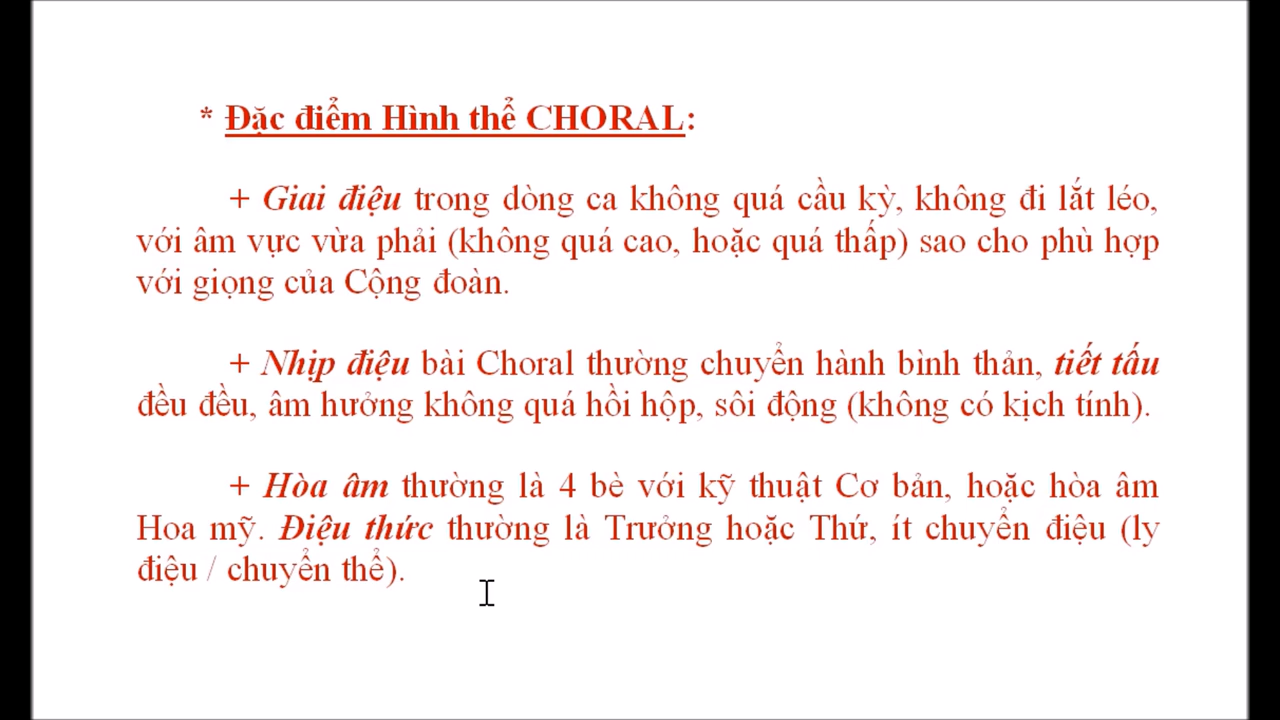 * Đặc điểm Hình thể CHORAL:
+ Giai điệu trong dòng ca không quá cầu kỳ, không đi lắt léo,
với âm vực vừa phải (không quá cao, hoặc quá thấp) sao cho phù hợp
với giọng của Cộng đoàn.
+ Nhịp điệu bài Choral thường chuyển hành bình thản, tiết tấu
đều đều, âm hưởng không quá hồi hộp, sôi động (không có kịch tính).
+ Hòa âm thường là 4 bè với kỹ thuật Cơ bản, hoặc hòa âm
Hoa mỹ. Điệu thức thường là Trưởng hoặc Thứ, ít chuyển điệu (ly
điệu / chuyển thể).